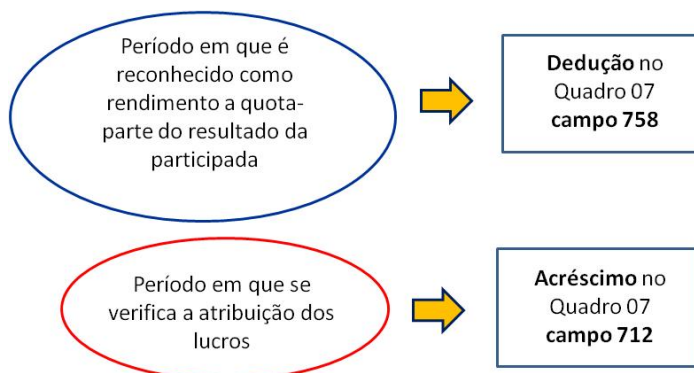 Período em que é
reconhecido como
rendimento a quota-
parte do resultado da
participada
Dedução no
Quadro 07
campo 758
Período em que se
verifica a atribuição dos
lucros
Acréscimo no
Quadro 07
campo 712